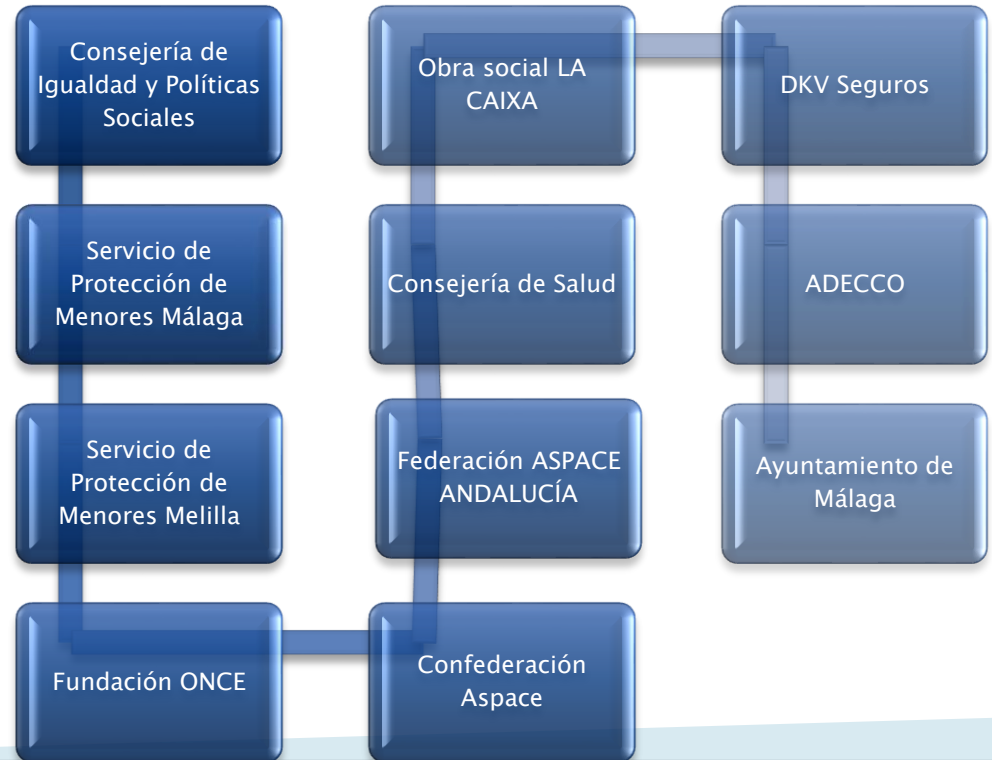 Consejería de
Igualdad y Políticas
Sociales
Servicio de
Protección de
Menores Málaga
Servicio de
Protección de
Menores Melilla
Fundación ONCE
Confederación
Aspace
Federación ASPACE
ANDALUCÍA
Consejería de Salud
Obra social LA
CAIXA
DKV Seguros
ADECCO
Ayuntamiento de
Málaga